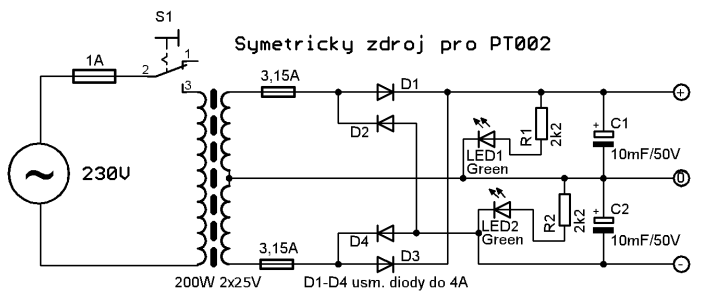 S1
Symetricky zdroj pro PT002
1A
1
2
3
3,15A
D1
D2
LED1
Green
R1
2k2
C1
+
10mF/50V
+
~
230V
0
LED2
Green
R2
2k2
C2
+
10mF/50V
D4
D3
3,15A
-
200W 2x25V
D1-D4 usm. diody do 4A